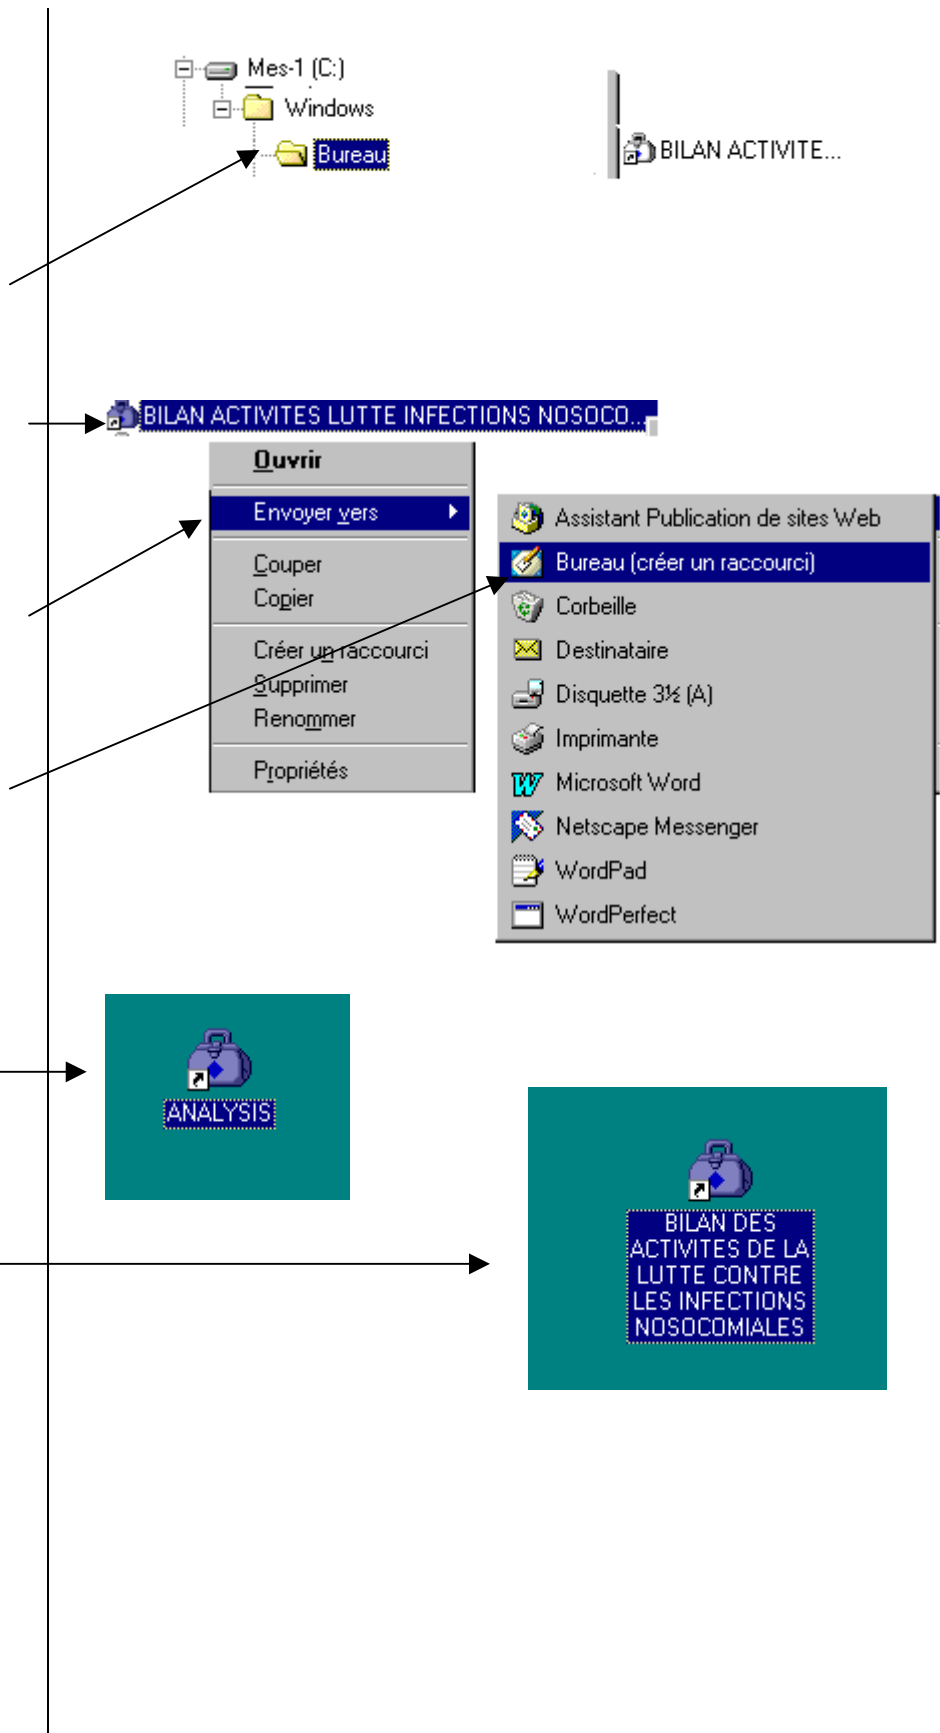 Mes-1 (C:)
Windows
Bureau
BILAN ACTIVITE...
BILAN ACTIVITES LUTTE INFECTIONS NOSOCO...
Ouvrir
Envoyer vers
Couper
Copier
Créer un raccourci
Supprimer
Renommer
Propriétés
Assistant Publication de sites Web
Bureau (créer un raccourci)
Corbeille
Destinataire
Disquette 3½ (A)
Imprimante
Microsoft Word
Netscape Messenger
WordPad
WordPerfect
ANALYSIS
BILAN DES
ACTIVITES DE LA
LUTTE CONTRE
LES INFECTIONS
NOSOCOMIALES